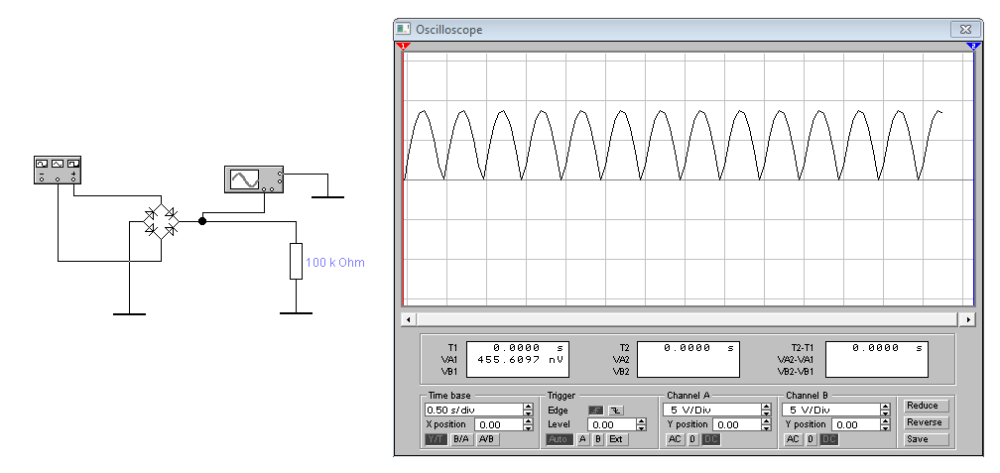 Oscilloscope
1
2
100 k Ohm
T1 0.0000 s
VA1 455.6097 nV
VB1
T2 0.0000 s
VA2
VB2
T2-T1 0.0000 s
VA2-VA1
VB2-VB1
Time base
0.50 s/div
X position 0.00
Y/T B/A A/B
Trigger
Edge
Level 0.00
Auto A B Ext
Channel A
5 V/Div
Y position 0.00
AC 0 DC
Channel B
5 V/Div
Y position 0.00
AC 0 DC
Reduce
Reverse
Save